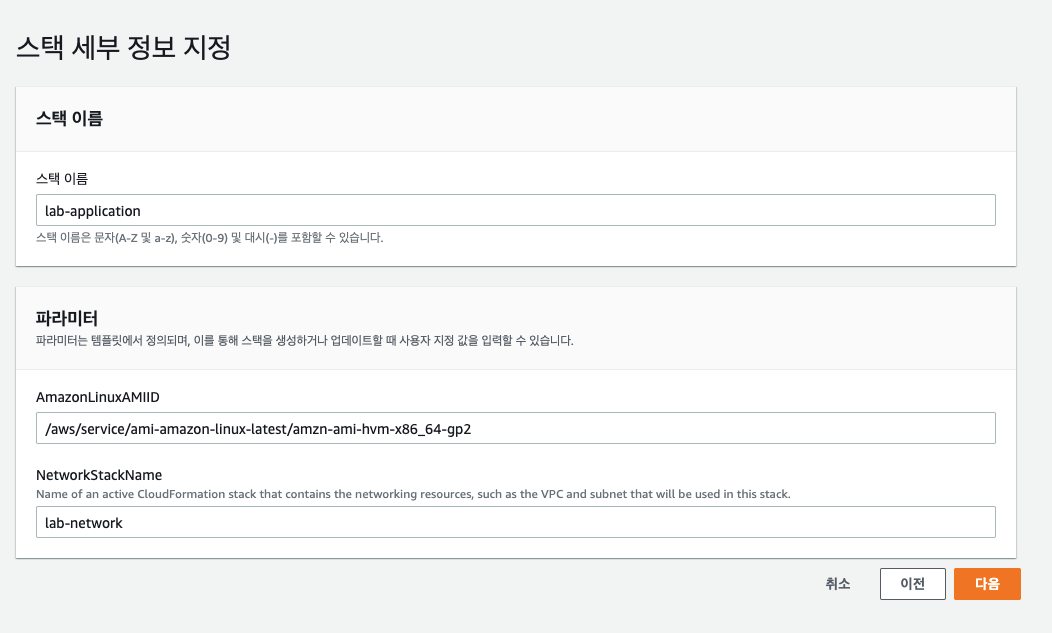 스택 세부 정보 지정
스택 이름
스택 이름
lab-application
스택 이름은 문자(A-Z 및 a-z), 숫자(0-9) 및 대시(-)를 포함할 수 있습니다.
파라미터
파라미터는 템플릿에서 정의되며, 이를 통해 스택을 생성하거나 업데이트할 때 사용자 지정 값을 입력할 수 있습니다.
AmazonLinuxAMIID
/aws/service/ami-amazon-linux-latest/amzn-ami-hvm-x86_64-gp2
NetworkStackName
Name of an active CloudFormation stack that contains the networking resources, such as the VPC and subnet that will be used in this stack.
lab-network
취소 이전 다음